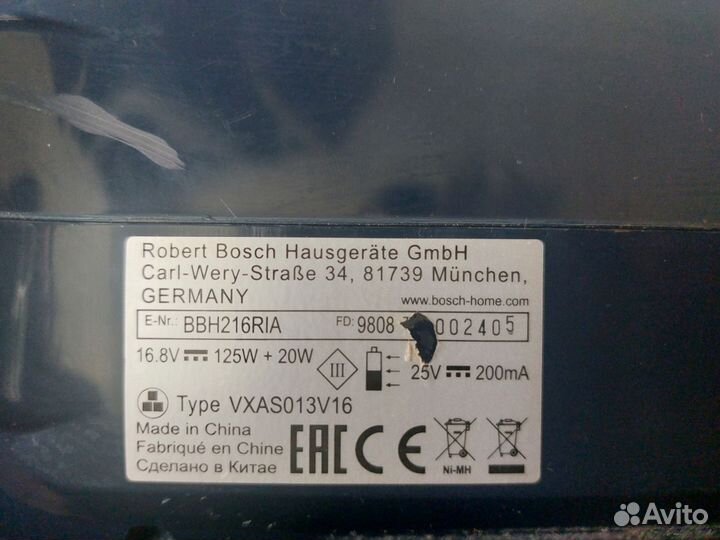 Robert Bosch Hausgeräte GmbH
Carl-Wery-Straße 34, 81739 München,
GERMANY www.bosch-home.com
E-Nr.: BBH216RIA FD: 9808 002405
16.8V 125W + 20W III 25V 200mA
Type VXAS013V16
Made in China
Fabriqué en Chine
Сделано в Китае
EAC CE Ni-MH
Avito